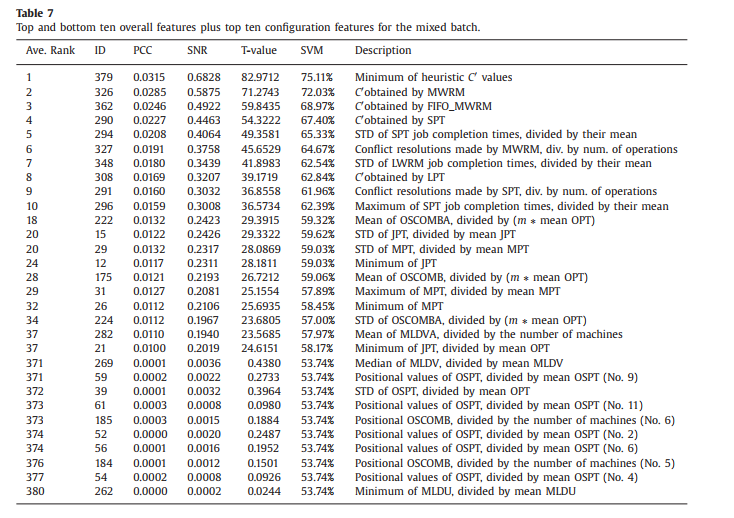 Table 7
Top and bottom ten overall features plus top ten configuration features for the mixed batch.
Ave. Rank ID PCC SNR T-value SVM Description
1 379 0.0315 0.6828 82.9712 75.11% Minimum of heuristic C′ values
2 326 0.0285 0.5875 71.2743 72.03% C′obtained by MWRM
3 362 0.0246 0.4922 59.8435 68.97% C′obtained by FIFO_MWRM
4 290 0.0227 0.4463 54.3222 67.40% C′obtained by SPT
5 294 0.0208 0.4064 49.3581 65.33% STD of SPT job completion times, divided by their mean
6 327 0.0191 0.3758 45.6529 64.67% Conflict resolutions made by MWRM, div. by num. of operations
7 348 0.0180 0.3439 41.8983 62.54% STD of LWRM job completion times, divided by their mean
8 308 0.0169 0.3207 39.1719 62.84% C′obtained by LPT
9 291 0.0160 0.3032 36.8558 61.96% Conflict resolutions made by SPT, div. by num. of operations
10 296 0.0159 0.3008 36.5734 62.39% Maximum of SPT job completion times, divided by their mean
18 222 0.0132 0.2423 29.3915 59.32% Mean of OSCOMBA, divided by (m ∗ mean OPT)
20 15 0.0122 0.2426 29.3322 59.62% STD of JPT, divided by mean JPT
20 29 0.0132 0.2317 28.0869 59.03% STD of MPT, divided by mean MPT
24 12 0.0117 0.2311 28.1811 59.03% Minimum of JPT
28 175 0.0121 0.2193 26.7212 59.06% Mean of OSCOMB, divided by (m ∗ mean OPT)
29 31 0.0127 0.2081 25.1554 57.89% Maximum of MPT, divided by mean MPT
32 26 0.0112 0.2106 25.6935 58.45% Minimum of MPT
34 224 0.0112 0.1967 23.6805 57.00% STD of OSCOMBA, divided by (m ∗ mean OPT)
37 282 0.0110 0.1940 23.5685 57.97% Mean of MLDVA, divided by the number of machines
37 21 0.0100 0.2019 24.6151 58.17% Minimum of JPT, divided by mean OPT
371 269 0.0001 0.0036 0.4380 53.74% Median of MLDV, divided by mean MLDV
371 59 0.0002 0.0022 0.2733 53.74% Positional values of OSPT, divided by mean OSPT (No. 9)
372 39 0.0001 0.0032 0.3964 53.74% STD of OSPT, divided by mean OPT
373 61 0.0003 0.0008 0.0980 53.74% Positional values of OSPT, divided by mean OSPT (No. 11)
373 185 0.0003 0.0015 0.1884 53.74% Positional OSCOMB, divided by the number of machines (No. 6)
374 52 0.0000 0.0020 0.2487 53.74% Positional values of OSPT, divided by mean OSPT (No. 2)
374 56 0.0001 0.0016 0.1952 53.74% Positional values of OSPT, divided by mean OSPT (No. 6)
376 184 0.0001 0.0012 0.1501 53.74% Positional OSCOMB, divided by the number of machines (No. 5)
377 54 0.0002 0.0008 0.0926 53.74% Positional values of OSPT, divided by mean OSPT (No. 4)
380 262 0.0000 0.0002 0.0244 53.74% Minimum of MLDU, divided by mean MLDU